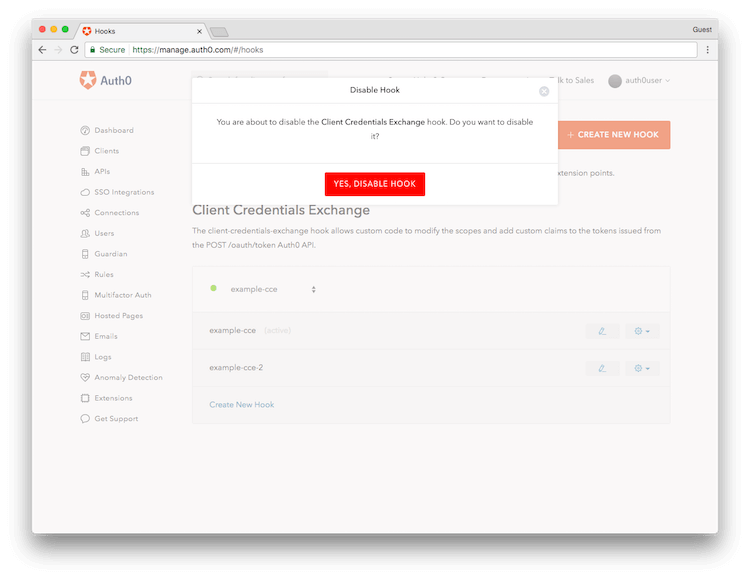 Hooks
Guest
Secure https://manage.auth0.com/#/hooks
Auth0
Talk to Sales
auth0user
Disable Hook
You are about to disable the Client Credentials Exchange hook. Do you want to disable
it?
YES, DISABLE HOOK
+ CREATE NEW HOOK
extension points.
Dashboard
Clients
APIs
SSO Integrations
Connections
Users
Guardian
Rules
Multifactor Auth
Hosted Pages
Emails
Logs
Anomaly Detection
Extensions
Get Support
Client Credentials Exchange
The client-credentials-exchange hook allows custom code to modify the scopes and add custom claims to the tokens issued from
the POST /oauth/token Auth0 API.
example-cce
example-cce (active)
example-cce-2
Create New Hook